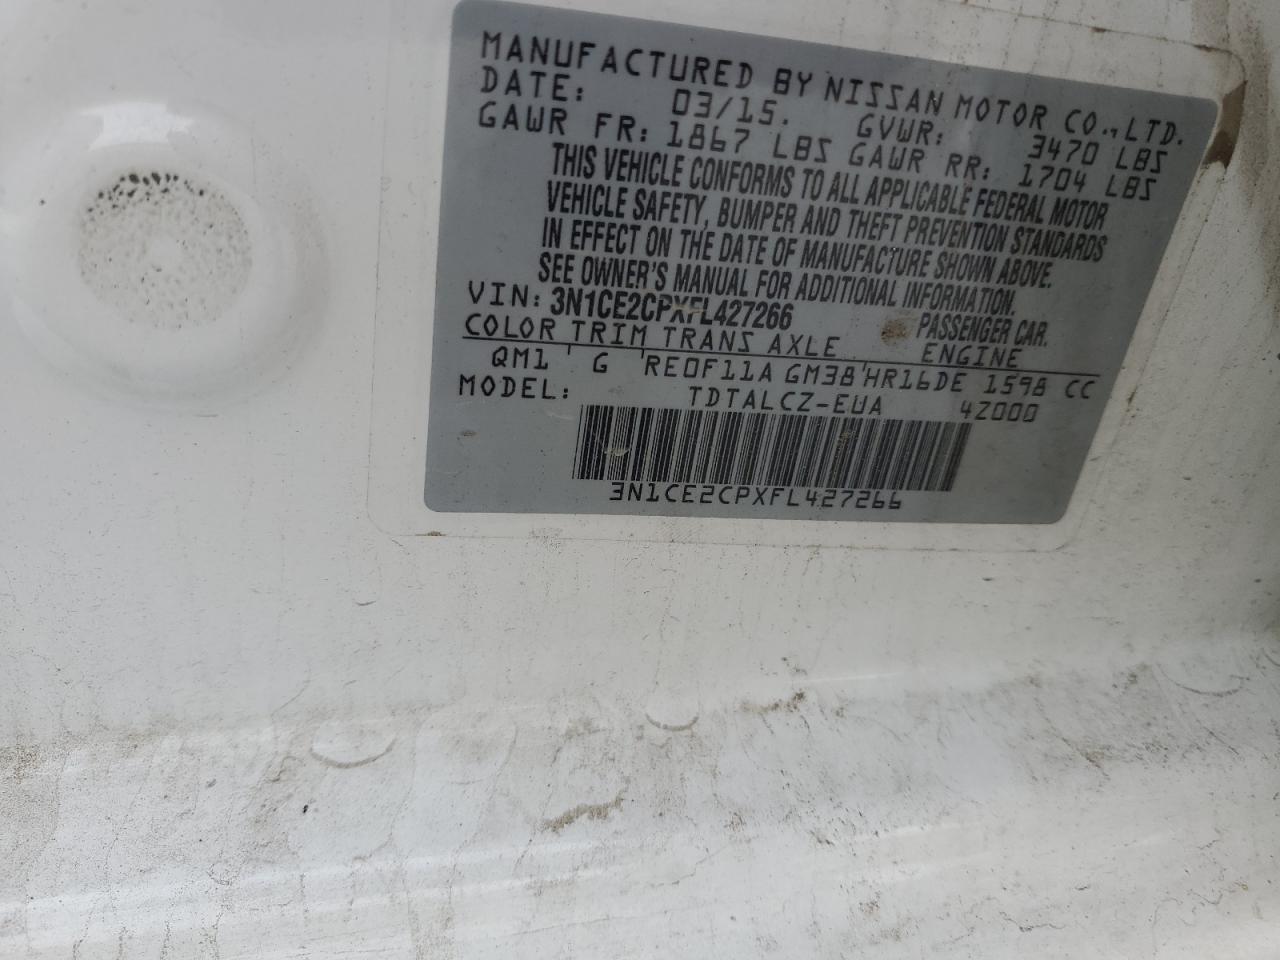 MANUFACTURED BY NISSAN MOTOR CO.,LTD.
DATE: 03/15. GVWR: 3470 LBS
GAWR FR: 1867 LBS GAWR RR: 1704 LBS
THIS VEHICLE CONFORMS TO ALL APPLICABLE FEDERAL MOTOR
VEHICLE SAFETY, BUMPER AND THEFT PREVENTION STANDARDS
IN EFFECT ON THE DATE OF MANUFACTURE SHOWN ABOVE.
SEE OWNER'S MANUAL FOR ADDITIONAL INFORMATION.
VIN: 3N1CE2CPXFL427266 PASSENGER CAR.
COLOR TRIM TRANS AXLE ENGINE
QM1 G RE0F11A GM38 HR16DE 1598 CC
MODEL: TDTALCZ-EUA 4Z000
3N1CE2CPXFL427266